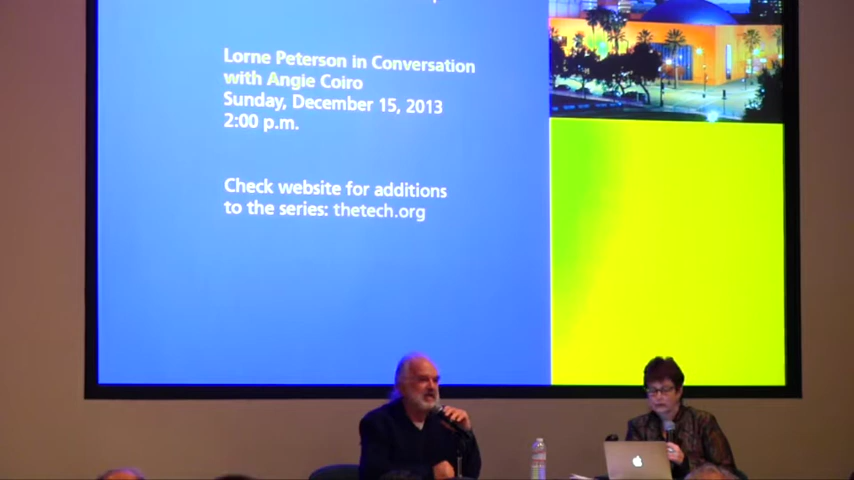 Lorne Peterson in Conversation
with Angie Coiro
Sunday, December 15, 2013
2:00 p.m.
Check website for additions
to the series: thetech.org